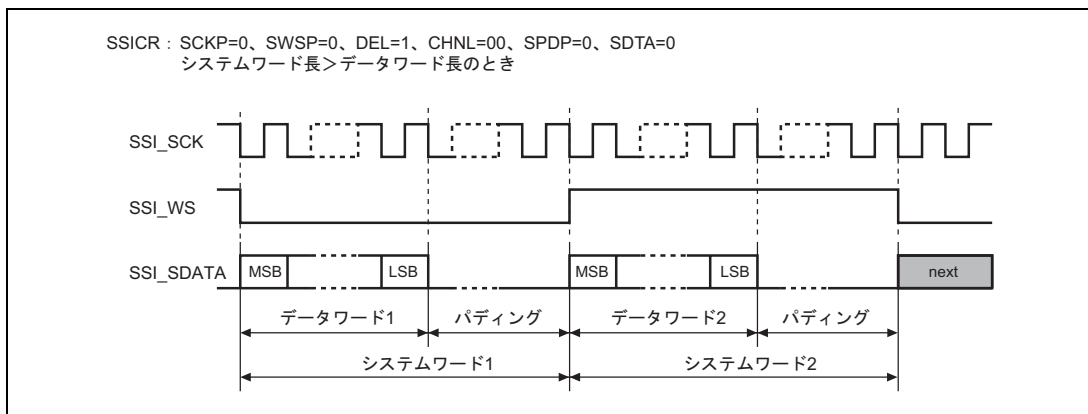 SSICR：SCKP=0、SWSP=0、DEL=1、CHNL=00、SPDP=0、SDTA=0
システムワード長＞データワード長のとき
SSI_SCK
SSI_WS
SSI_SDATA
MSB
LSB
MSB
LSB
next
データワード1
パディング
データワード2
パディング
システムワード1
システムワード2